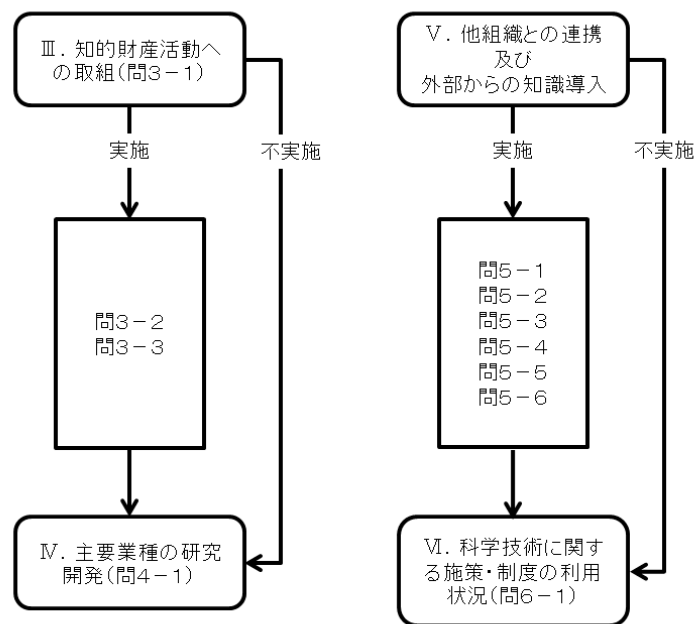 Ⅲ．知的財産活動へ
の取組(問3－1)
実施
不実施
問3－2
問3－3
Ⅳ．主要業種の研究
開発(問4－1)
Ⅴ．他組織との連携
及び
外部からの知識導入
実施
不実施
問5－1
問5－2
問5－3
問5－4
問5－5
問5－6
Ⅵ．科学技術に関す
る施策・制度の利用
状況(問6－1)